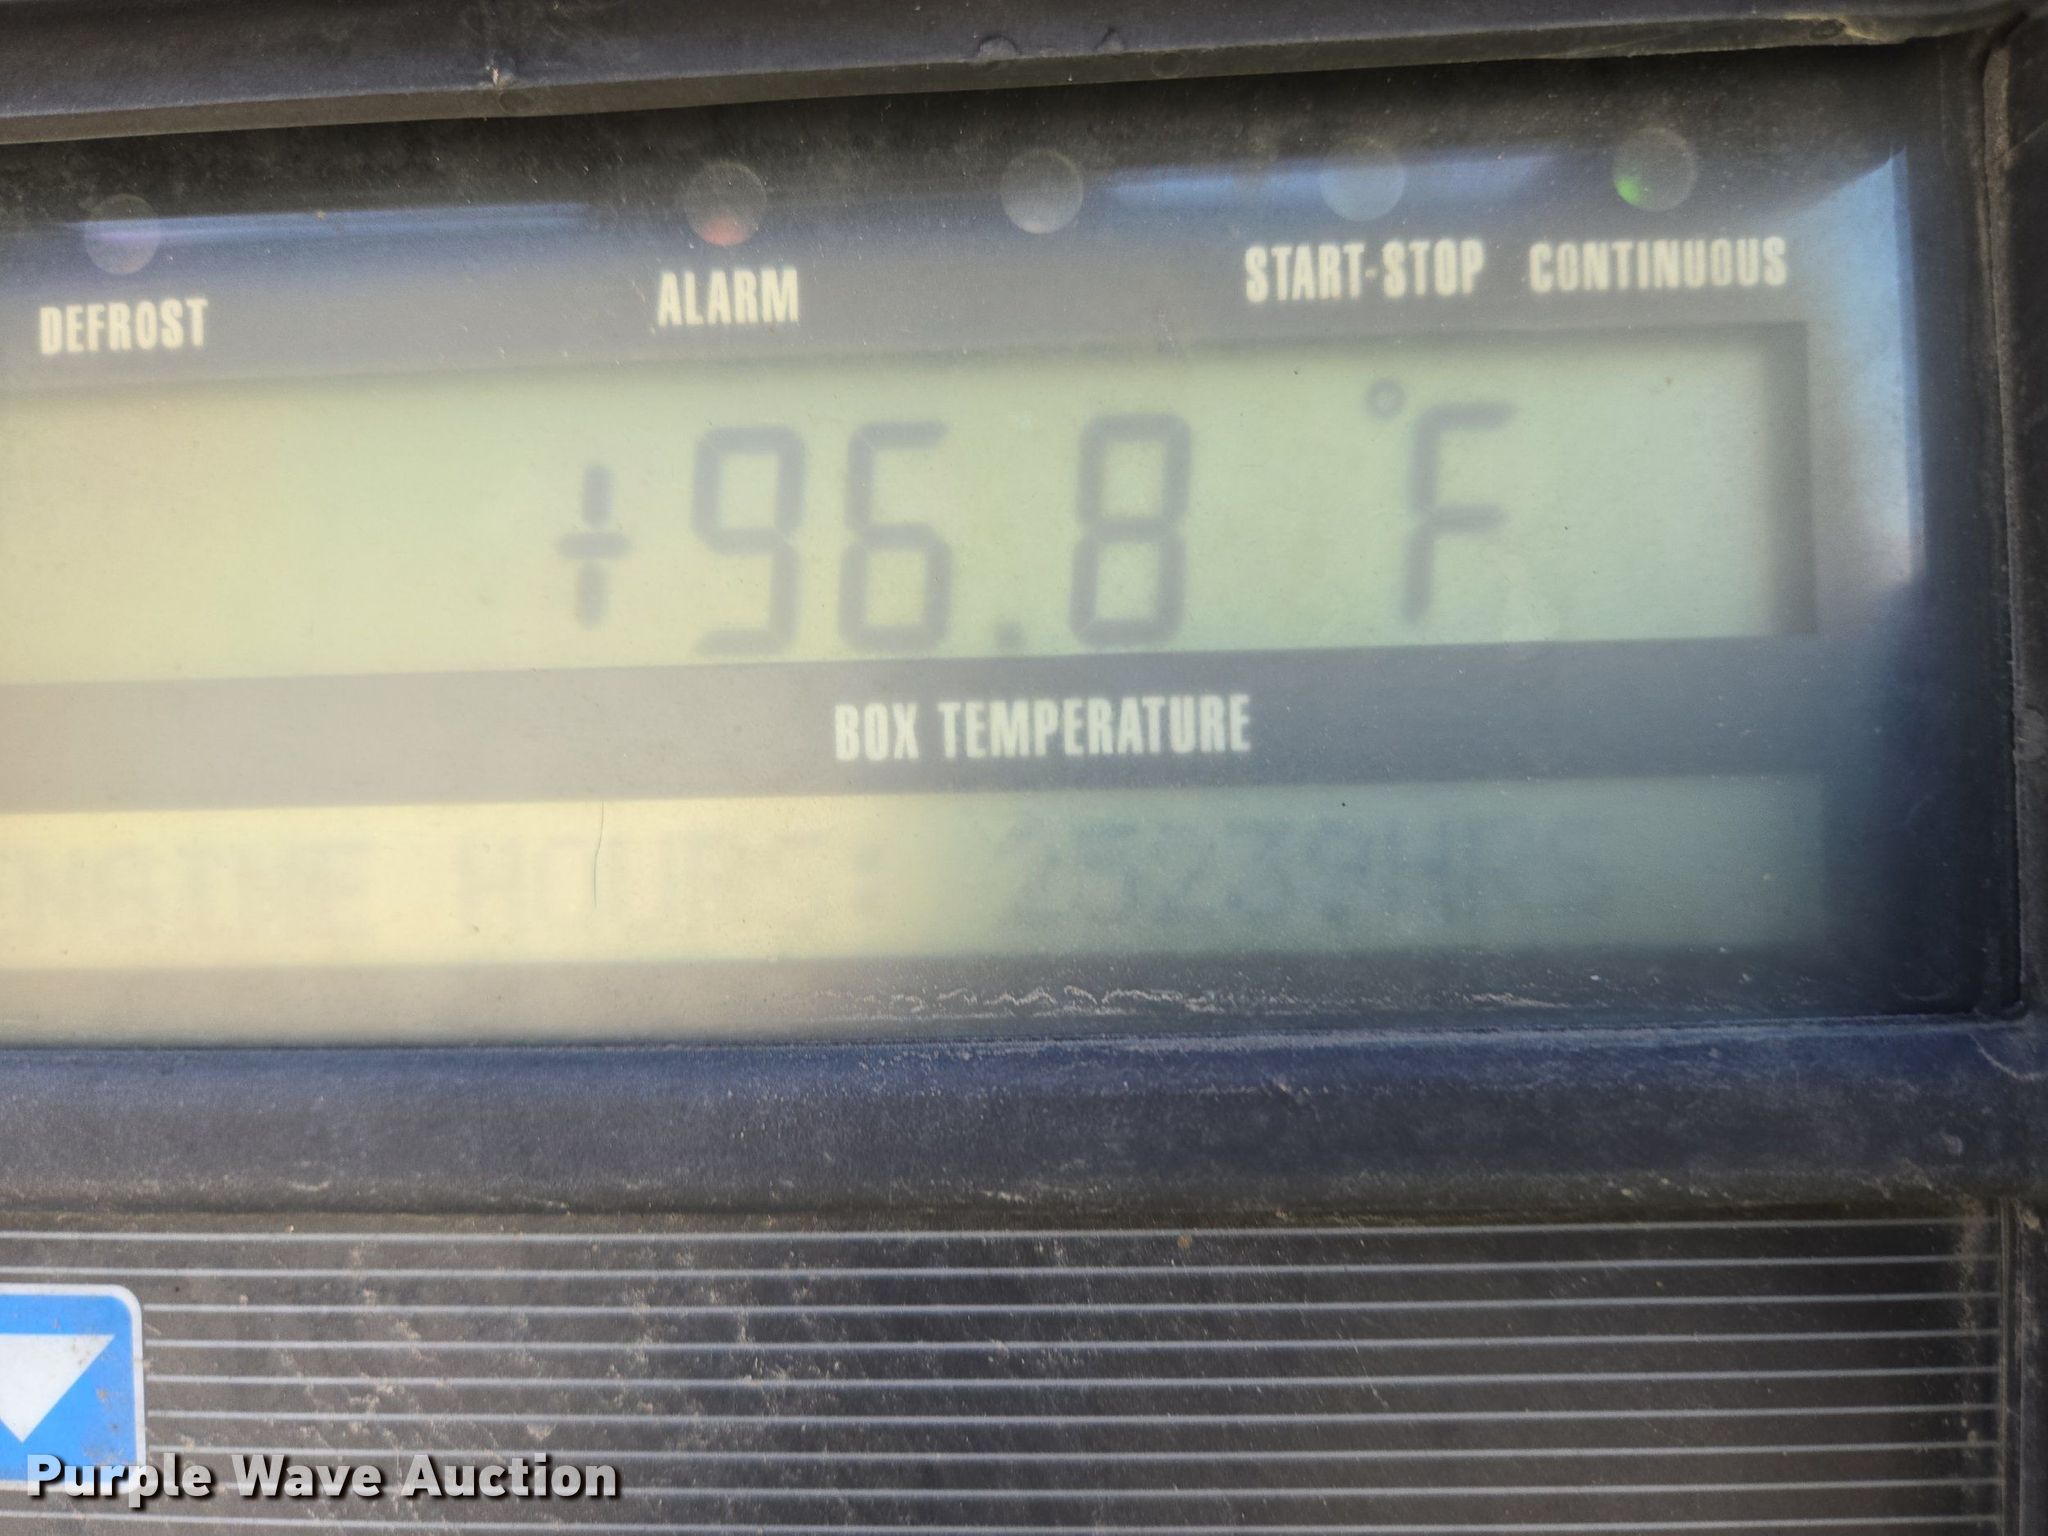 DEFROST ALARM START-STOP CONTINUOUS
+96.8 °F
BOX TEMPERATURE
Purple Wave Auction